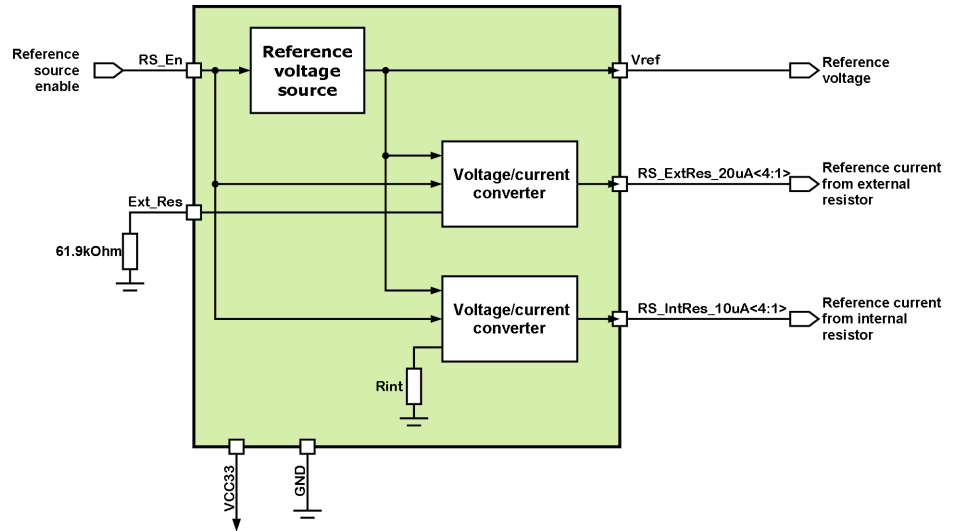 Reference
source
enable
RS_En
Reference
voltage
source
Vref
Reference
voltage
Voltage/current
converter
RS_ExtRes_20uA<4:1>
Reference current
from external
resistor
Ext_Res
61.9kOhm
Voltage/current
converter
RS_IntRes_10uA<4:1>
Reference current
from internal
resistor
Rint
VCC33
GND